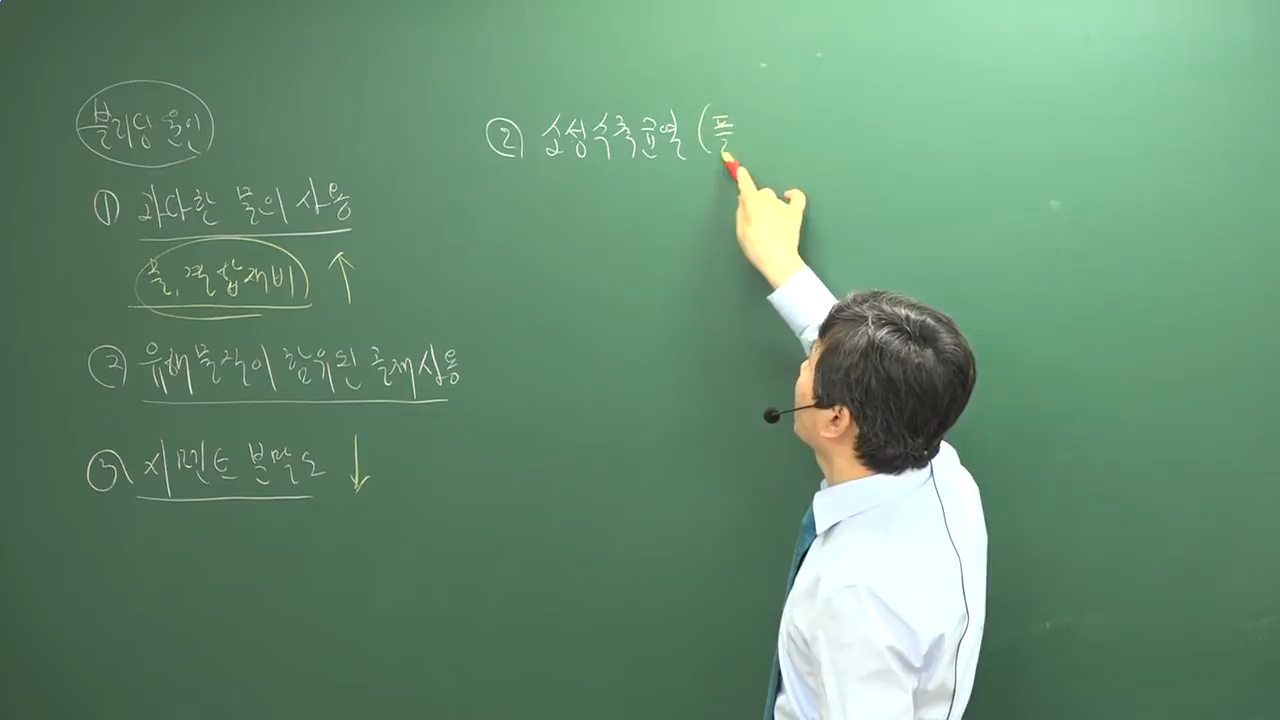 블리딩 원인
① 과다한 물의 사용
물, 결합재비 ↑
② 유해물질이 함유된 골재사용
③ 시멘트 분말도 ↓
② 소성수축균열 (플